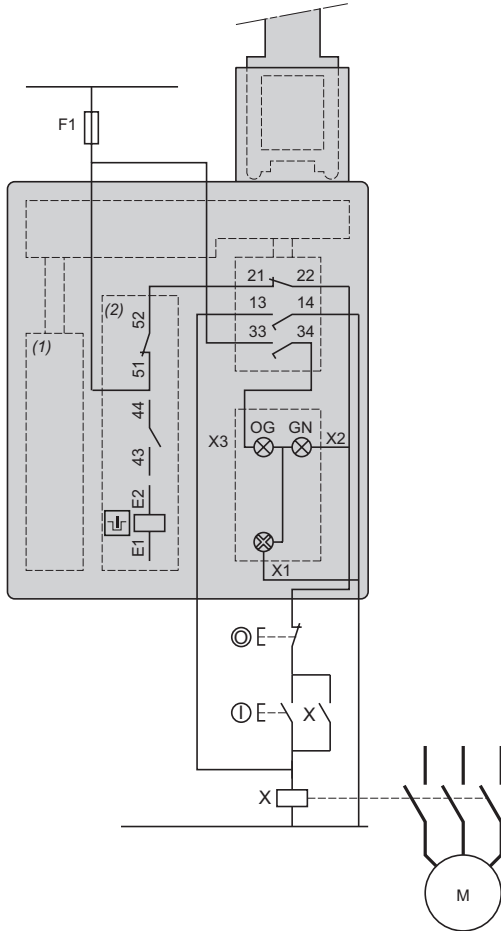 F1
21 22
13 14
33 34
(1)
(2)
52
51
44
43
E2
E1
OG GN
X3 X2
X1
O
I X
X
M